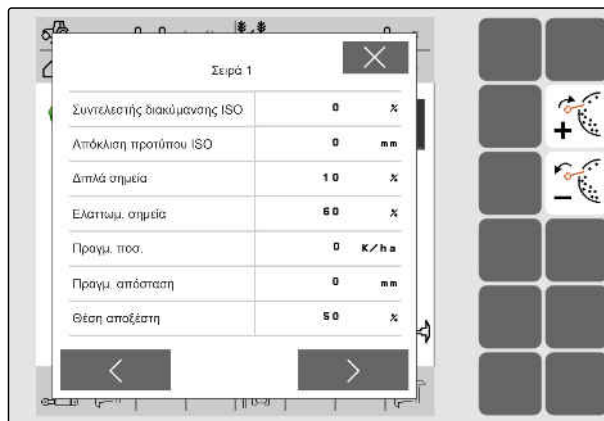 Σειρά 1
Συντελεστής διακύμανσης ISO 0 %
Απόκλιση προτύπου ISO 0 mm
Διπλά σημεία 10 %
Ελαττωμ. σημεία 60 %
Πραγμ. ποσ. 0 K/ha
Πραγμ. απόσταση 0 mm
Θέση αποξέστη 50 %